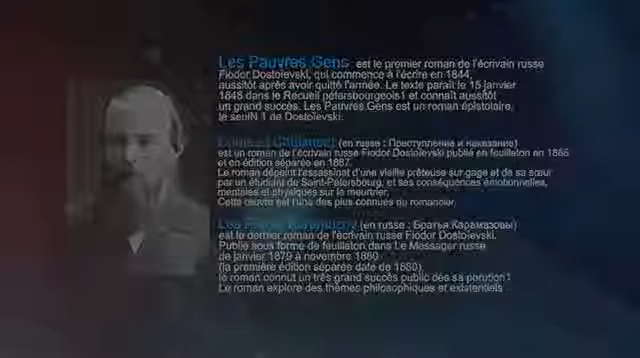 Les Pauvres Gens est le premier roman de l'écrivain russe
Fiodor Dostoïevski, qui commence à l'écrire en 1844,
aussitôt après avoir quitté l'armée. Le texte paraît le 15 janvier
1846 dans le Recueil pétersbourgeois1 et connaît aussitôt
un grand succès. Les Pauvres Gens est un roman épistolaire,
le seulN 1 de Dostoïevski.
(en russe : Преступление и наказание)
est un roman de l'écrivain russe Fiodor Dostoïevski publié en feuilleton en 1866
et en édition séparée en 1867.
Le roman dépeint l'assassinat d'une vieille prêteuse sur gage et de sa sœur
par un étudiant de Saint-Pétersbourg, et ses conséquences émotionnelles,
mentales et physiques sur le meurtrier.
Cette œuvre est l'une des plus connues du romancier
(en russe : Братья Карамазовы)
est le dernier roman de l'écrivain russe Fiodor Dostoïevski.
Publié sous forme de feuilleton dans Le Messager russe
de janvier 1879 à novembre 1880
(la première édition séparée date de 1880),
le roman connut un très grand succès public dès sa parution1
Le roman explore des thèmes philosophiques et existentiels